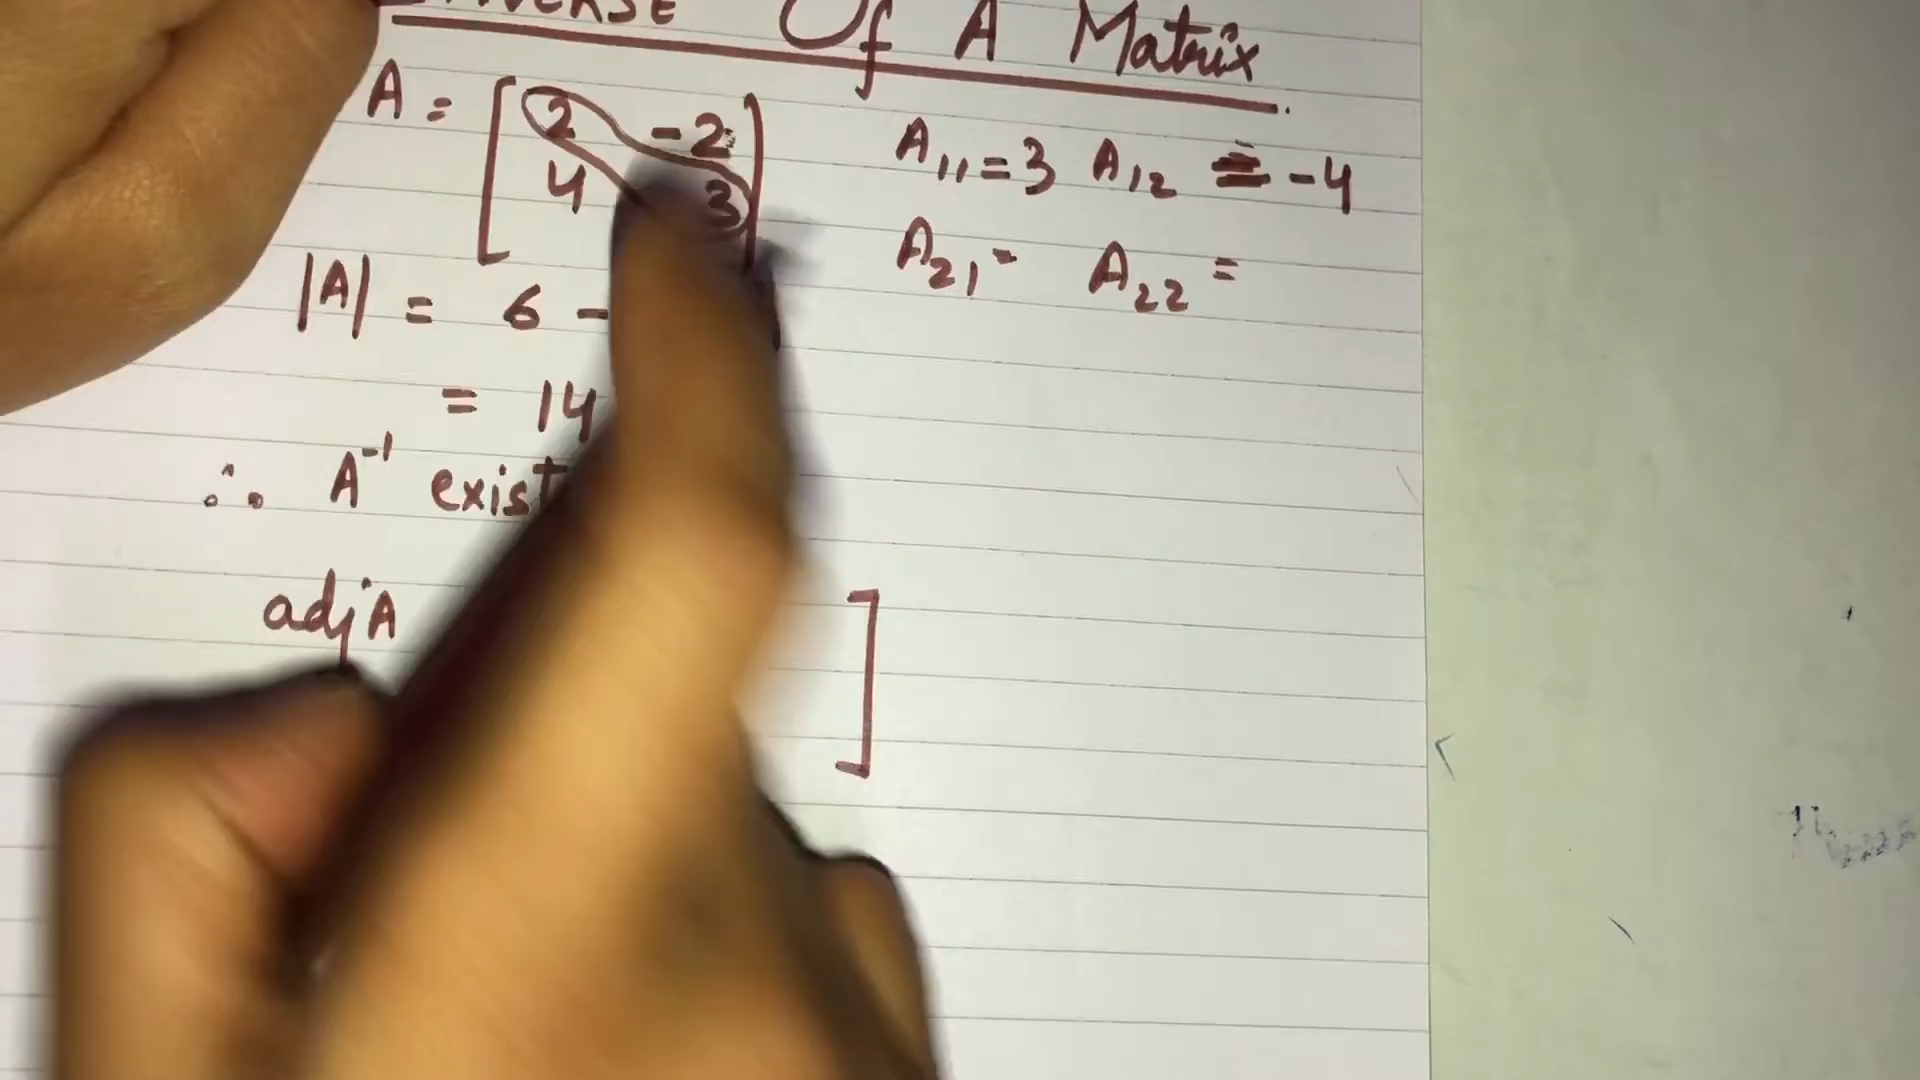 Of A Matrix
A = [ 2 -2
4 3 ]
A11 = 3 A12 = -4
A21 = A22 =
|A| = 6 -
= 14
∴ A⁻¹ exist
adj A
]